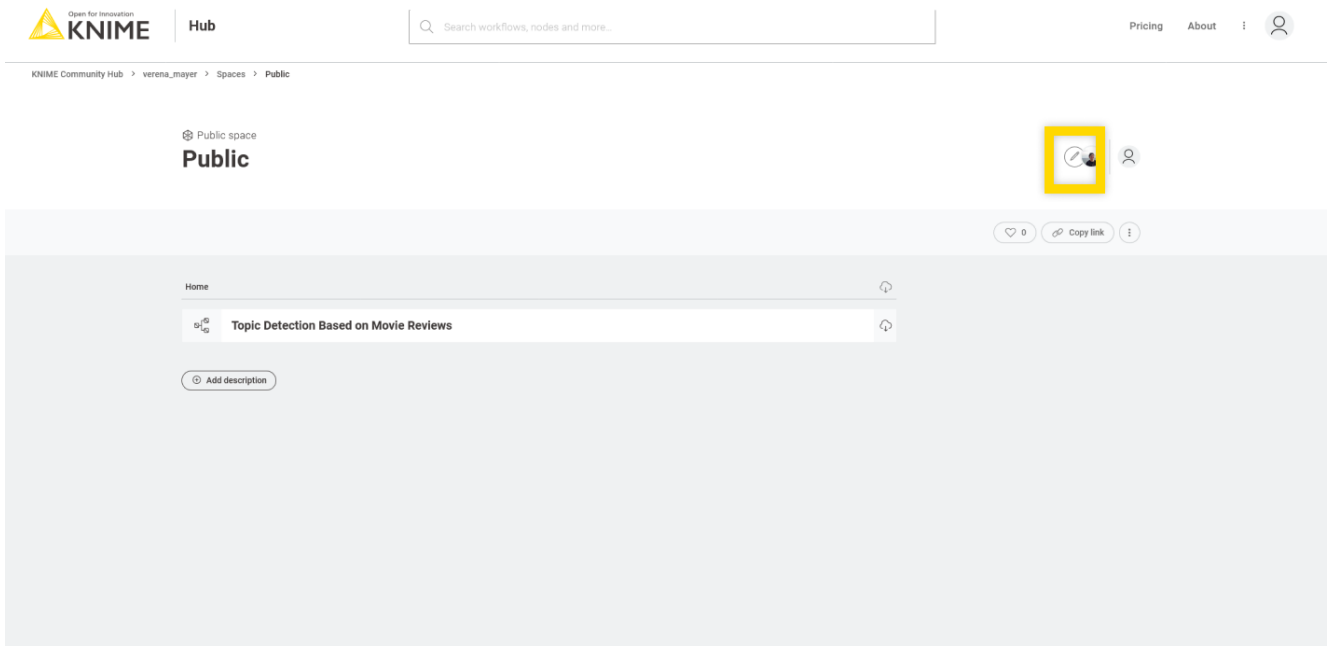 Open for Innovation
KNIME
Hub
Search workflows, nodes and more...
Pricing
About
KNIME Community Hub > verena_mayer > Spaces > Public
Public space
Public
0
Copy link
Home
Topic Detection Based on Movie Reviews
Add description